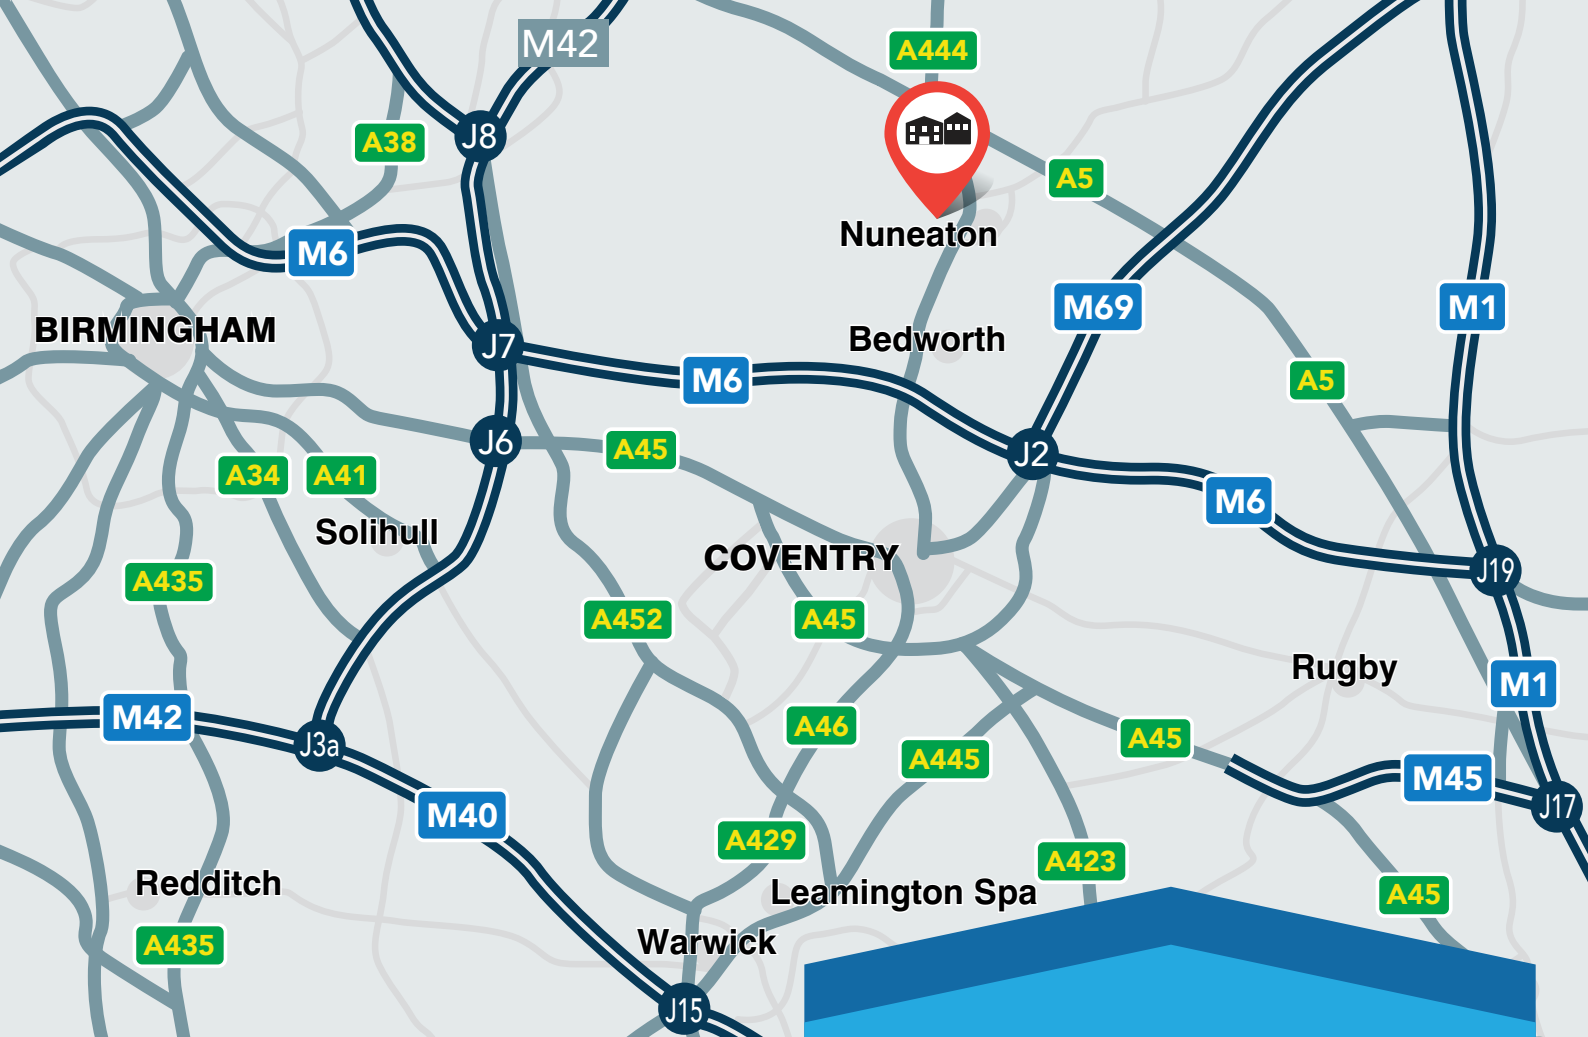 M42
A444
J8
A38
A5
Nuneaton
M6
M69
M1
BIRMINGHAM
Bedworth
J7
M6
A5
J6
A45
J2
A34
A41
M6
Solihull
COVENTRY
J19
A435
A452
A45
Rugby
M1
M42
A46
A45
J3a
A445
M45
M40
J17
A429
A423
Redditch
Leamington Spa
A45
A435
Warwick
J15